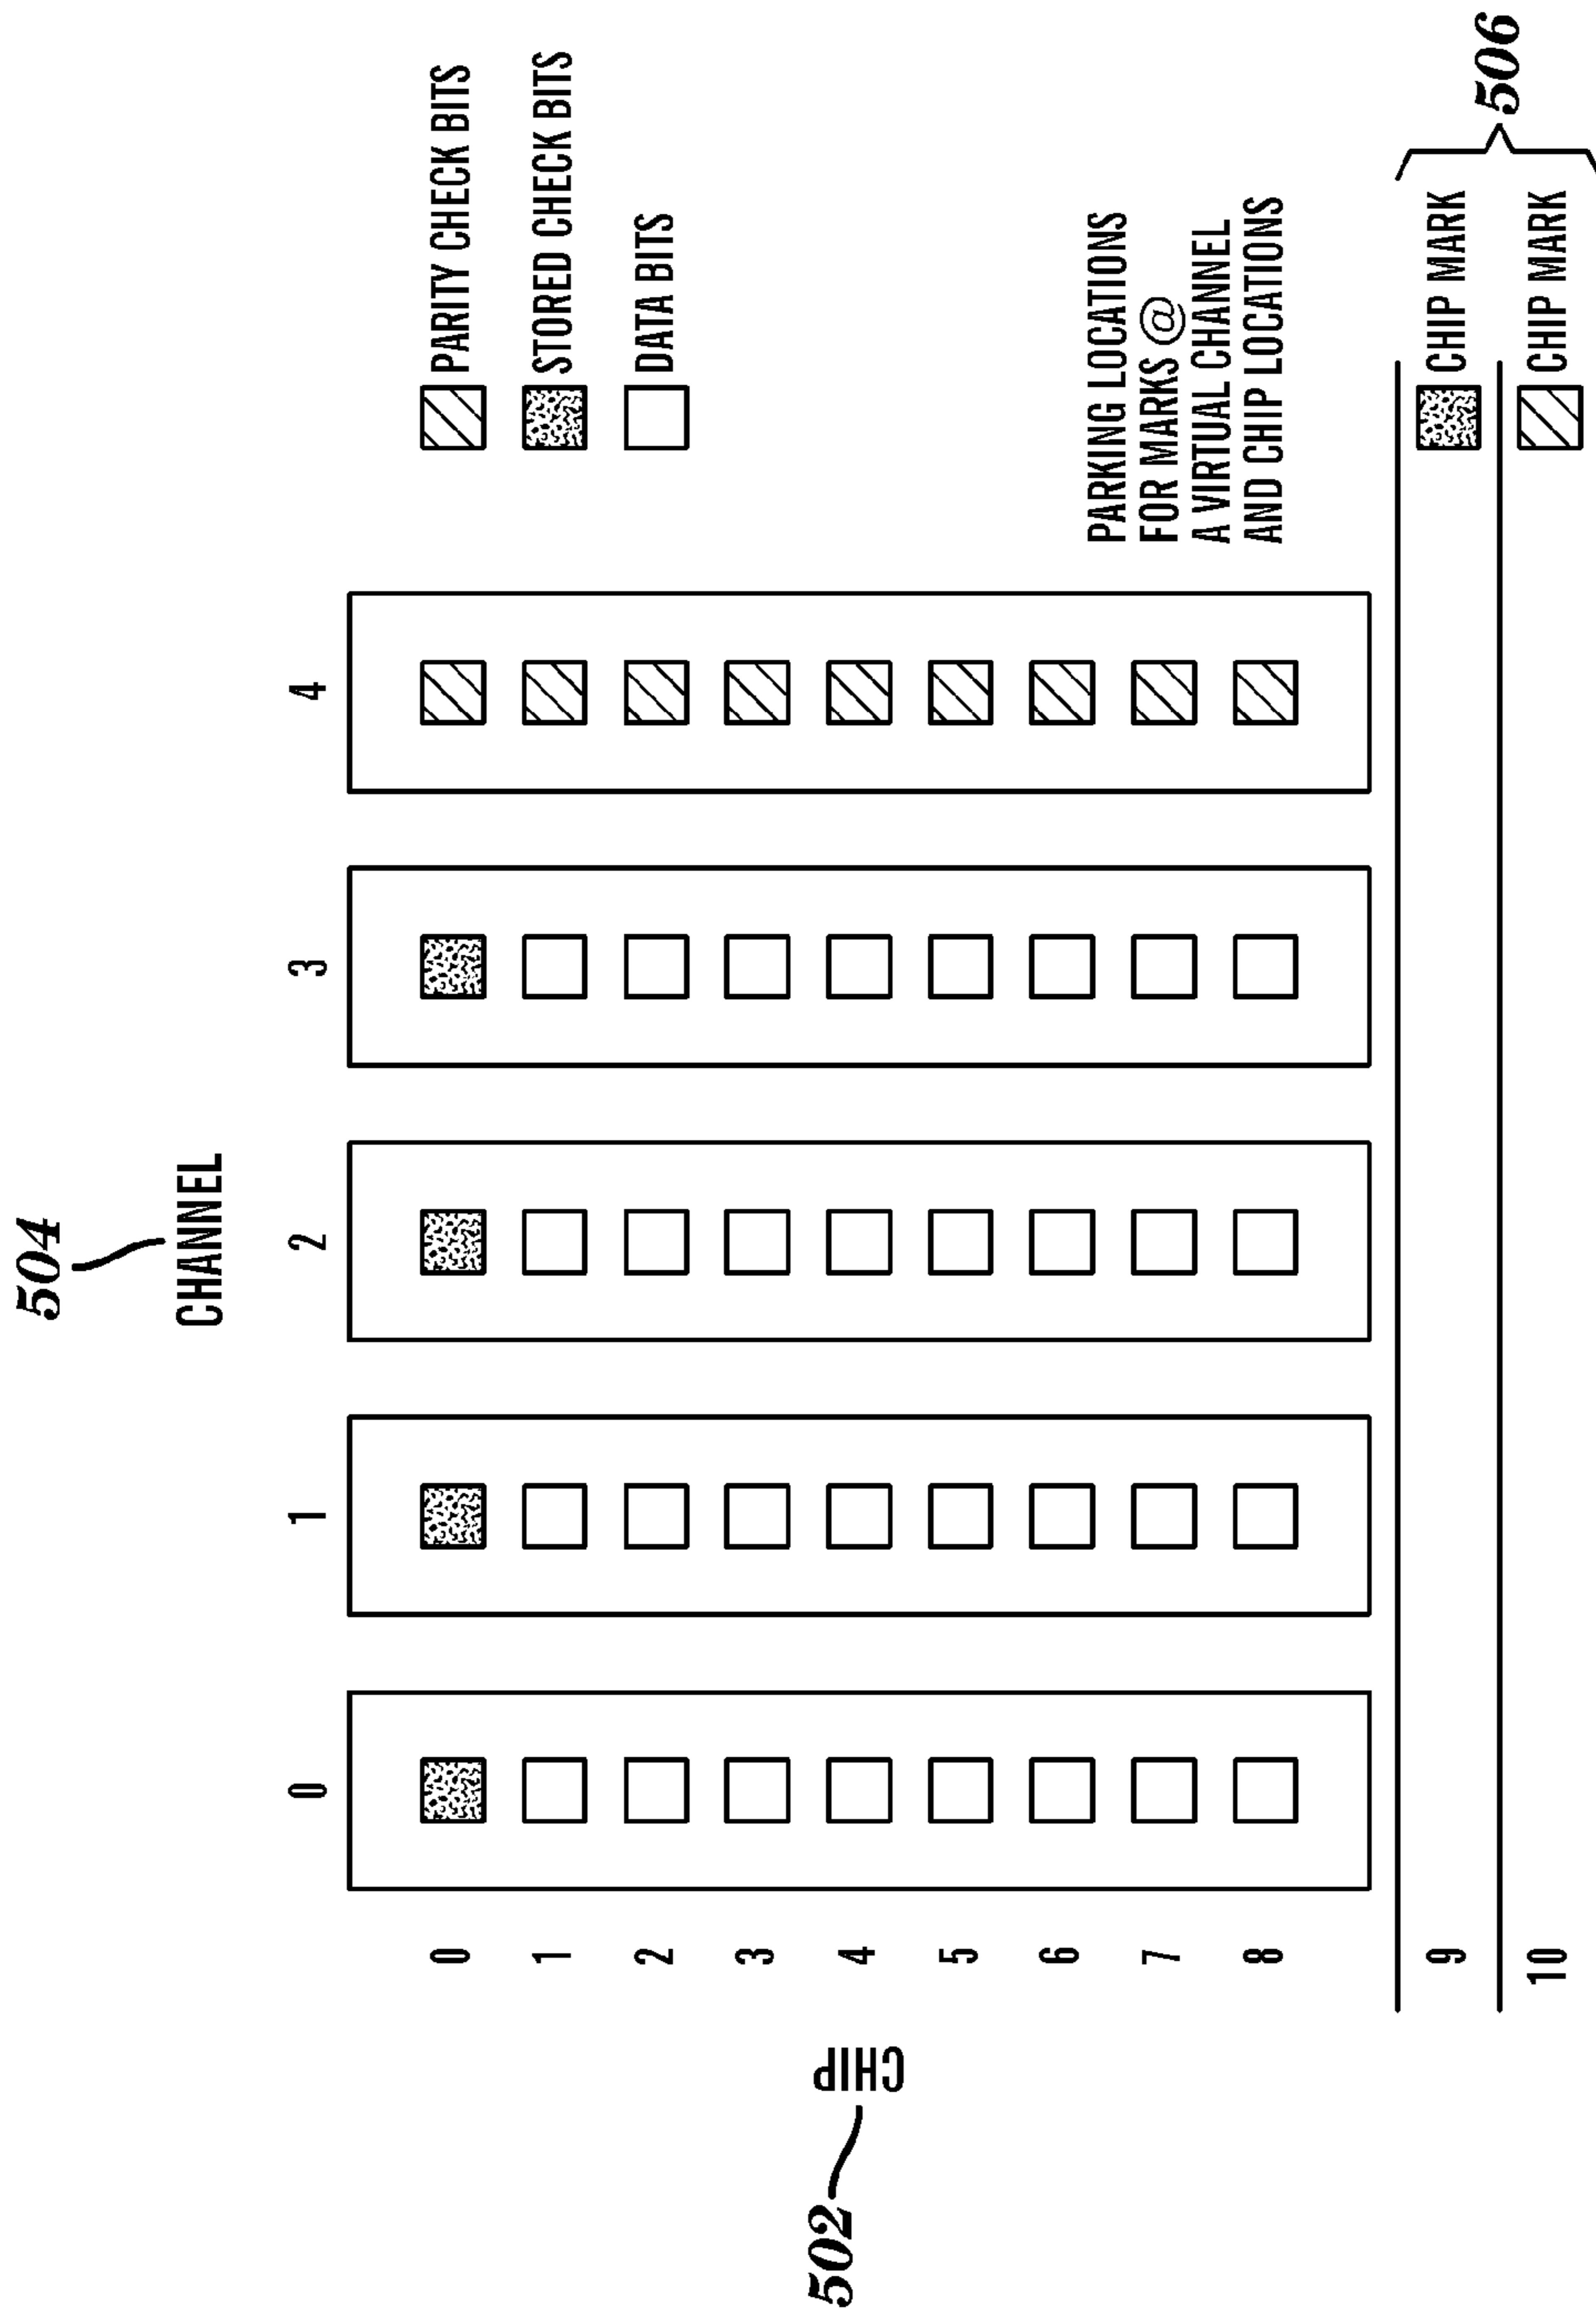 504
CHANNEL
0 1 2 3 4
502
CHIP
0
1
2
3
4
5
6
7
8
9
10
PARITY CHECK BITS
STORED CHECK BITS
DATA BITS
PARKING LOCATIONS
FOR MARKS @
A VIRTUAL CHANNEL
AND CHIP LOCATIONS
CHIP MARK
CHIP MARK
506